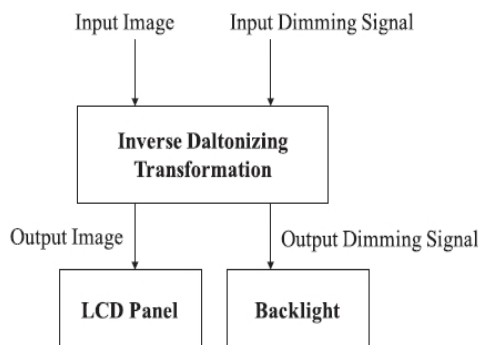 Input Image
Input Dimming Signal
Inverse Daltonizing
Transformation
Output Image
Output Dimming Signal
LCD Panel
Backlight